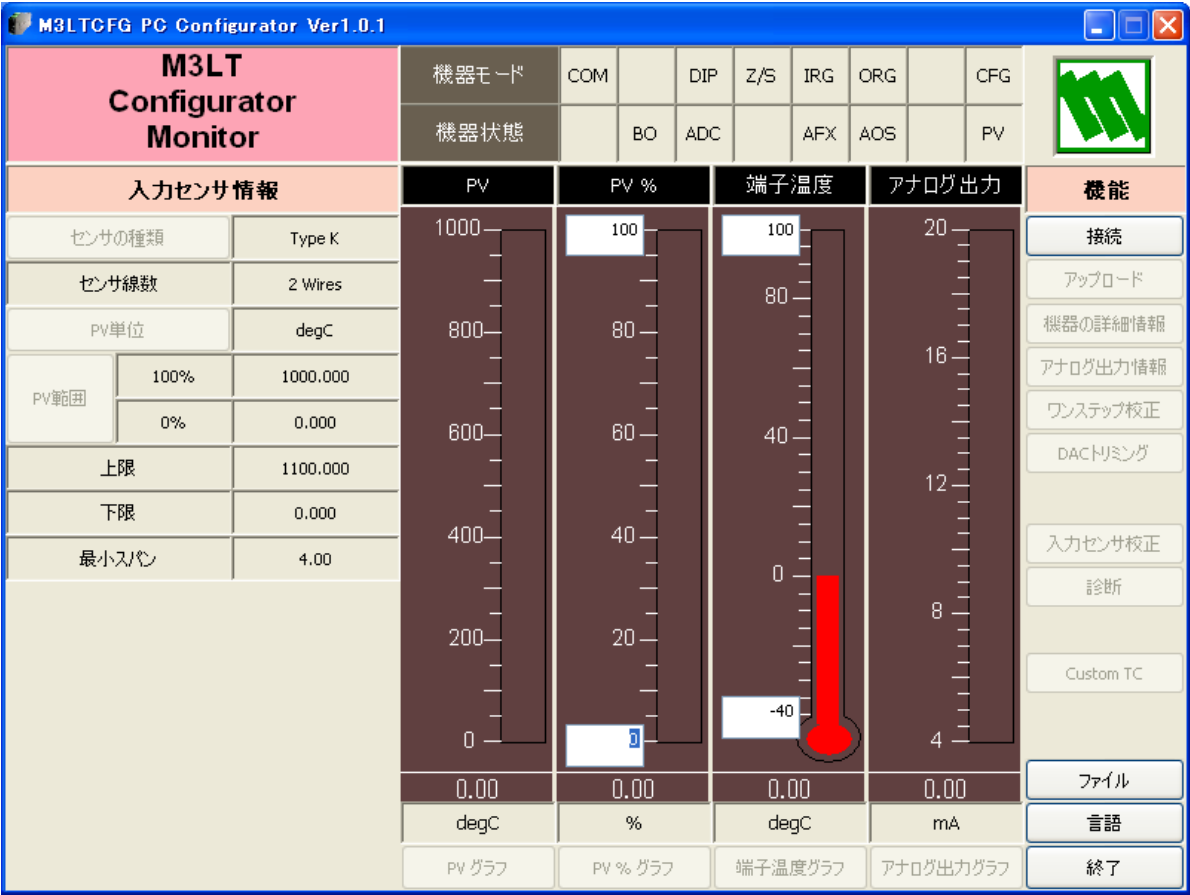 M3LTCFG PC Configurator Ver1.0.1
M3LT
Configurator
Monitor
機器モード
COM
DIP
Z/S
IRG
ORG
CFG
機器状態
BO
ADC
AFX
AOS
PV
入力センサ情報
センサの種類
Type K
センサ線数
2 Wires
PV単位
degC
PV範囲
100%
1000.000
0%
0.000
上限
1100.000
下限
0.000
最小スパン
4.00
PV
1000
800
600
400
200
0
0.00
degC
PV グラフ
PV %
100
80
60
40
20
0
0.00
%
PV % グラフ
端子温度
100
80
40
0
-40
0.00
degC
端子温度グラフ
アナログ出力
20
16
12
8
4
0.00
mA
アナログ出力グラフ
機能
接続
アップロード
機器の詳細情報
アナログ出力情報
ワンステップ校正
DACトリミング
入力センサ校正
診断
Custom TC
ファイル
言語
終了